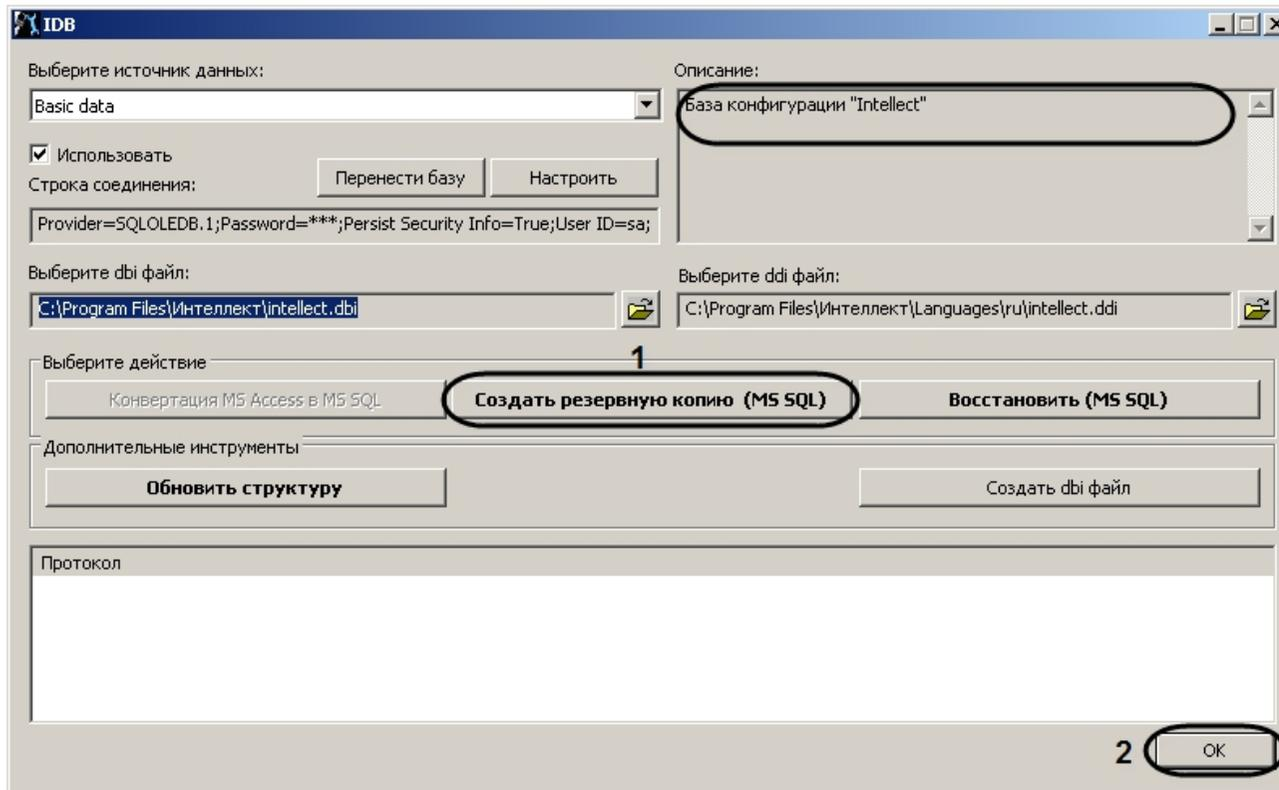 IDB
Выберите источник данных:
Описание:
Basic data
База конфигурации "Intellect"
Использовать
Строка соединения:
Перенести базу
Настроить
Provider=SQLOLEDB.1;Password=***;Persist Security Info=True;User ID=sa;
Выберите dbi файл:
Выберите ddi файл:
C:\Program Files\Интеллект\intellect.dbi
C:\Program Files\Интеллект\Languages\ru\intellect.ddi
1
Выберите действие
Конвертация MS Access в MS SQL
Создать резервную копию (MS SQL)
Восстановить (MS SQL)
Дополнительные инструменты
Обновить структуру
Создать dbi файл
Протокол
2
OK